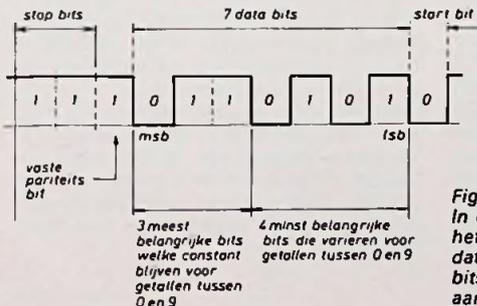 stop bits 7 data bits start bit
1 1 1 0 1 1 0 1 0 1 0
msb lsb
vaste
pariteits
bit
3 meest
belangrijke bits
welke constant
blijven voor
getallen tussen
0 en 9
4 minst belangrijke
bits die varieren voor
getallen tussen 0 en 9
Fig
In
het
dat
bits
aan